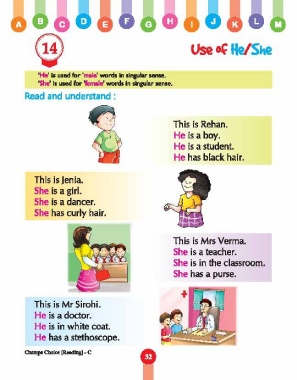 A B C D E F G H I J K L M
14
Use of He/She
'He' is used for 'male' words in singular sense.
'She' is used for 'female' words in singular sense.
Read and understand :
This is Rehan.
He is a boy.
He is a student.
He has black hair.
This is Jenia.
She is a girl.
She is a dancer.
She has curly hair.
This is Mrs Verma.
She is a teacher.
She is in the classroom.
She has a purse.
This is Mr Sirohi.
He is a doctor.
He is in white coat.
He has a stethoscope.
Champs Choice (Reading) - C
32